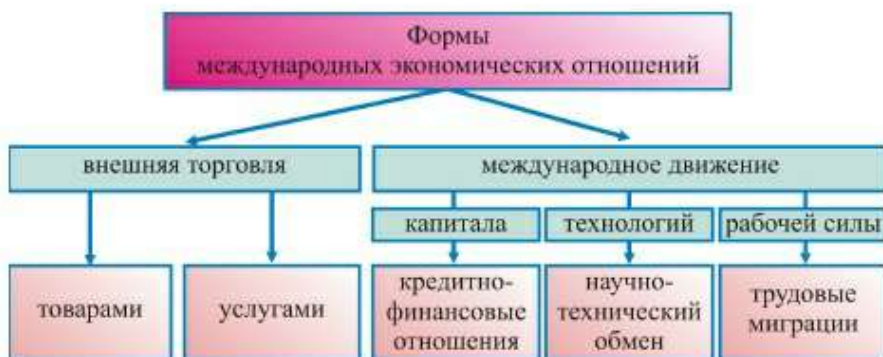 Формы
международных экономических отношений
внешняя торговля
международное движение
капитала
технологий
рабочей силы
товарами
услугами
кредитно-
финансовые
отношения
научно-
технический
обмен
трудовые
миграции